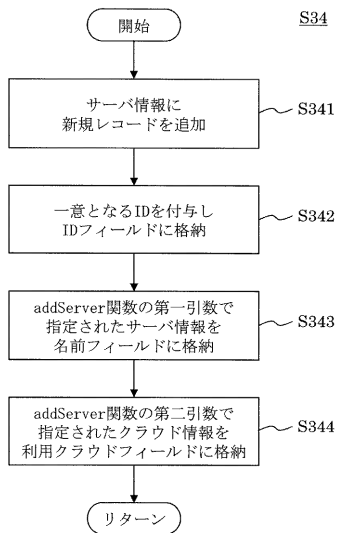 S34
開始
サーバ情報に
新規レコードを追加
S341
一意となるIDを付与し
IDフィールドに格納
S342
addServer関数の第一引数で
指定されたサーバ情報を
名前フィールドに格納
S343
addServer関数の第二引数で
指定されたクラウド情報を
利用クラウドフィールドに格納
S344
リターン